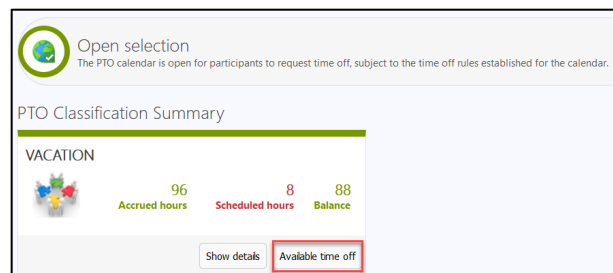 Open selection
The PTO calendar is open for participants to request time off, subject to the time off rules established for the calendar.
PTO Classification Summary
VACATION
96 8 88
Accrued hours Scheduled hours Balance
Show details Available time off